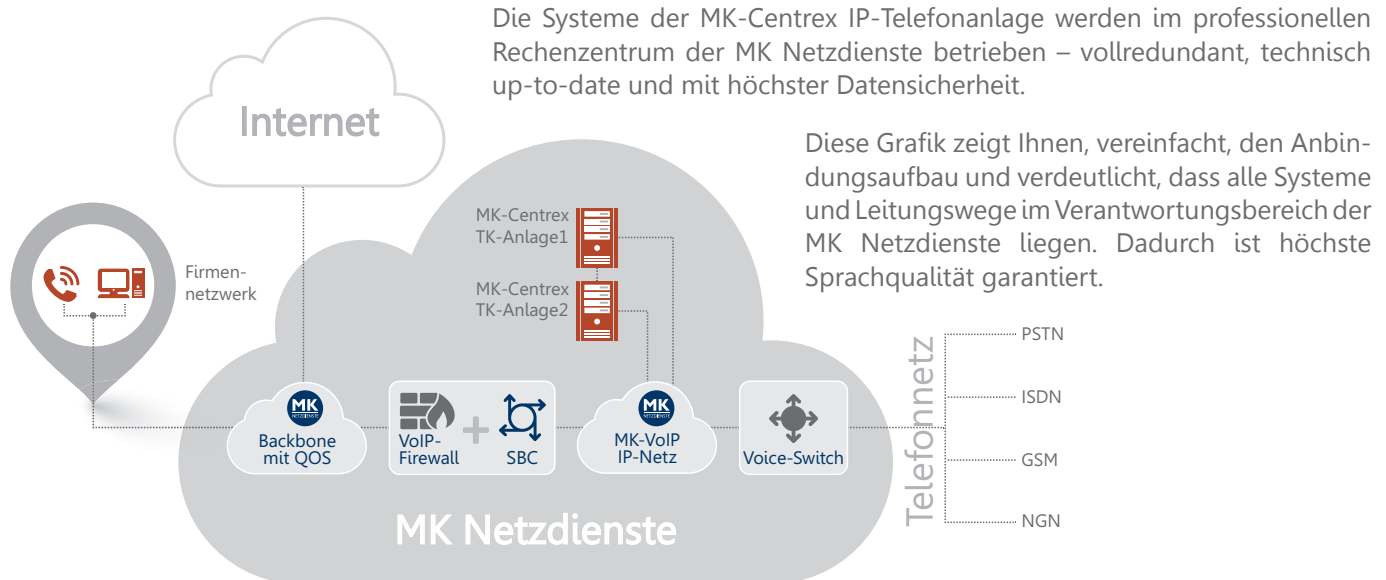 Die Systeme der MK-Centrex IP-Telefonanlage werden im professionellen
Rechenzentrum der MK Netzdienste betrieben – vollredundant, technisch
up-to-date und mit höchster Datensicherheit.
Diese Grafik zeigt Ihnen, vereinfacht, den Anbin-
dungsaufbau und verdeutlicht, dass alle Systeme
und Leitungswege im Verantwortungsbereich der
MK Netzdienste liegen. Dadurch ist höchste
Sprachqualität garantiert.
Internet
MK-Centrex
TK-Anlage1
MK-Centrex
TK-Anlage2
Firmen-
netzwerk
MK
NETZDIENSTE
Backbone
mit QOS
VoIP-
Firewall
+
SBC
MK
NETZDIENSTE
MK-VoIP
IP-Netz
Voice-Switch
MK Netzdienste
Telefonnetz
PSTN
ISDN
GSM
NGN